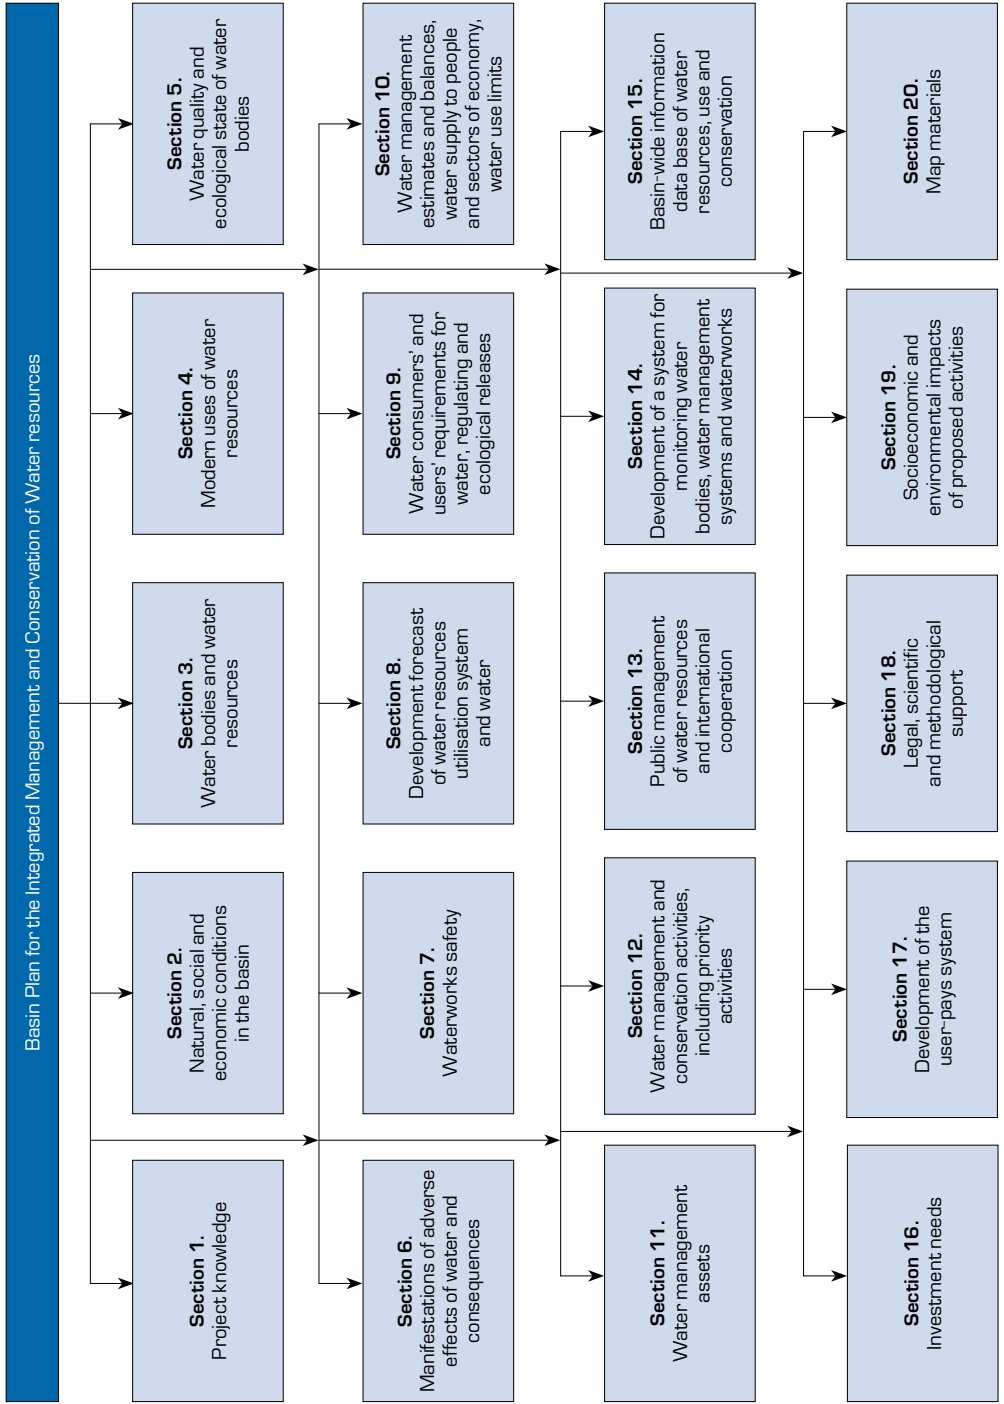 Basin Plan for the Integrated Management and Conservation of Water resources
Section 1.
Project knowledge
Section 2.
Natural, social and
economic conditions
in the basin
Section 3.
Water bodies and water
resources
Section 4.
Modern uses of water
resources
Section 5.
Water quality and
ecological state of water
bodies
Section 6.
Manifestations of adverse
effects of water and
consequences
Section 7.
Waterworks safety
Section 8.
Development forecast
of water resources
utilisation system
and water
Section 9.
Water consumers' and
users' requirements for
water, regulating and
ecological releases
Section 10.
Water management
estimates and balances,
water supply to people
and sectors of economy,
water use limits
Section 11.
Water management
assets
Section 12.
Water management and
conservation activities,
including priority
activities
Section 13.
Public management
of water resources
and international
cooperation
Section 14.
Development of a system for
monitoring water
bodies, water management
systems and waterworks
Section 15.
Basin-wide information
data base of water
resources, use and
conservation
Section 16.
Investment needs
Section 17.
Development of the
user-pays system
Section 18.
Legal, scientific
and methodological
support
Section 19.
Socioeconomic and
environmental impacts
of proposed activities
Section 20.
Map materials